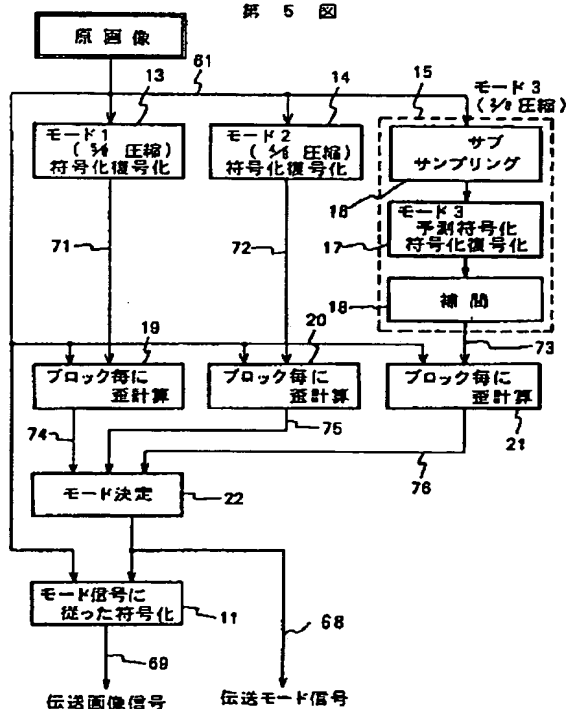 第 5 図
原画像
61
13
14
15
モード3
(3/8 圧縮)
モード1
(5/8 圧縮)
符号化復号化
モード2
(4/8 圧縮)
符号化復号化
サブ
サンプリング
16
モード3
予測符号化
符号化復号化
17
71
72
補間
18
73
19
20
ブロック毎に
歪計算
ブロック毎に
歪計算
ブロック毎に
歪計算
21
74
75
76
モード決定
22
モード信号に
従った符号化
11
68
69
伝送画像信号
伝送モード信号